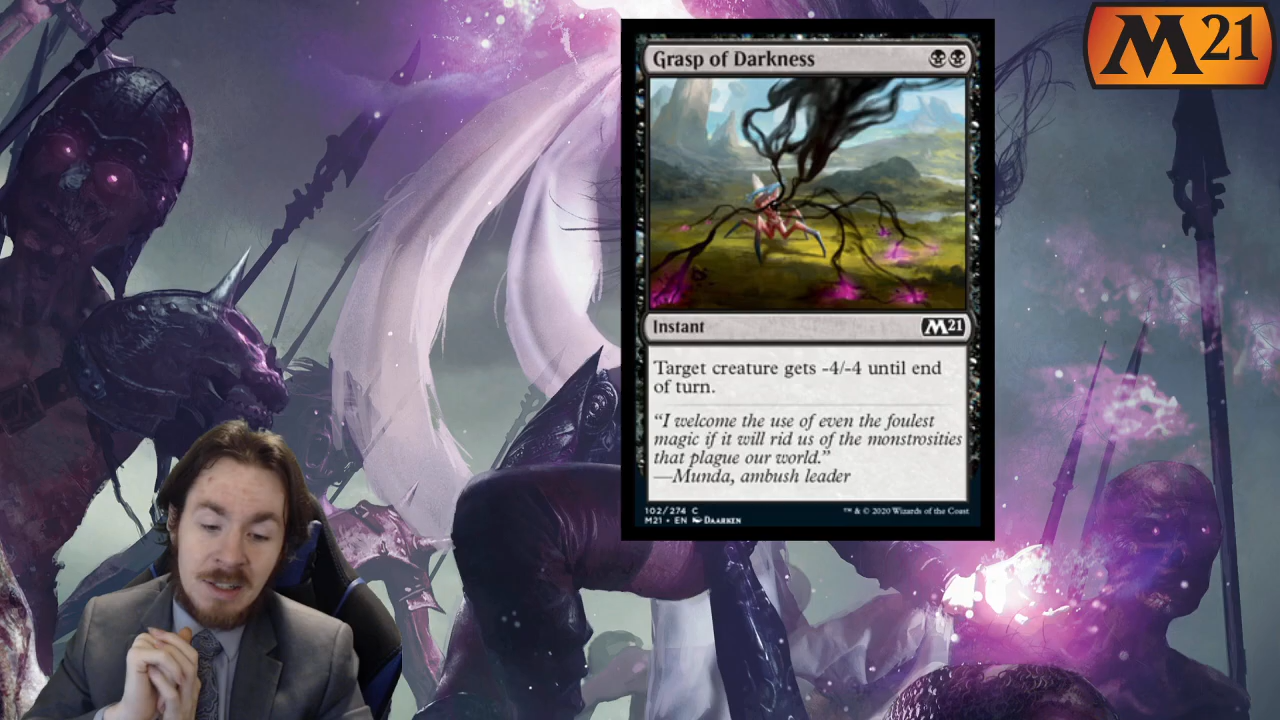 M21
Grasp of Darkness
Instant
M21
Target creature gets -4/-4 until end
of turn.
“I welcome the use of even the foulest
magic if it will rid us of the monstrosities
that plague our world.”
—Munda, ambush leader
102/274 C
M21 • EN DAARKEN
™ & © 2020 Wizards of the Coast